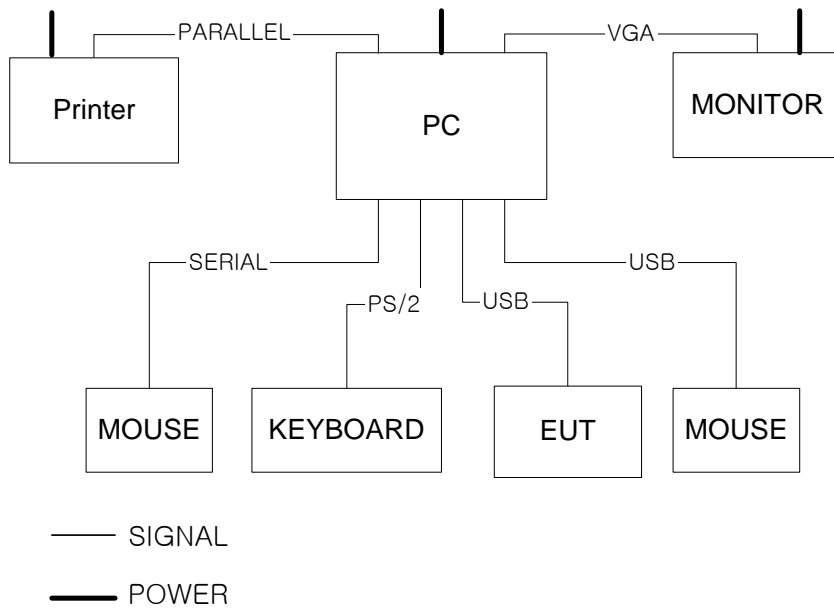 PARALLEL
VGA
Printer
PC
MONITOR
SERIAL
USB
PS/2
USB
MOUSE
KEYBOARD
EUT
MOUSE
SIGNAL
POWER